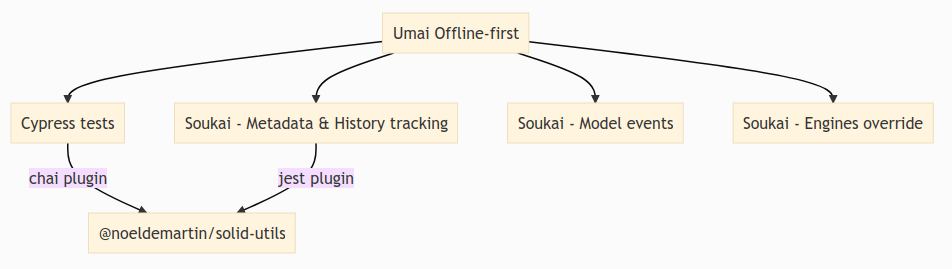 Umai Offline-first
Cypress tests
Soukai - Metadata & History tracking
Soukai - Model events
Soukai - Engines override
chai plugin
jest plugin
@noeldemartin/solid-utils